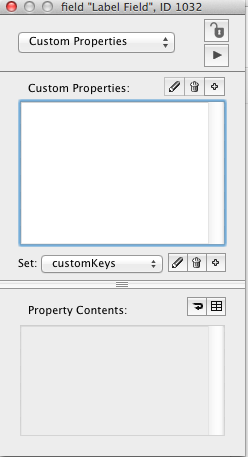 field "Label Field", ID 1032
Custom Properties
Custom Properties:
Set: customKeys
Property Contents: